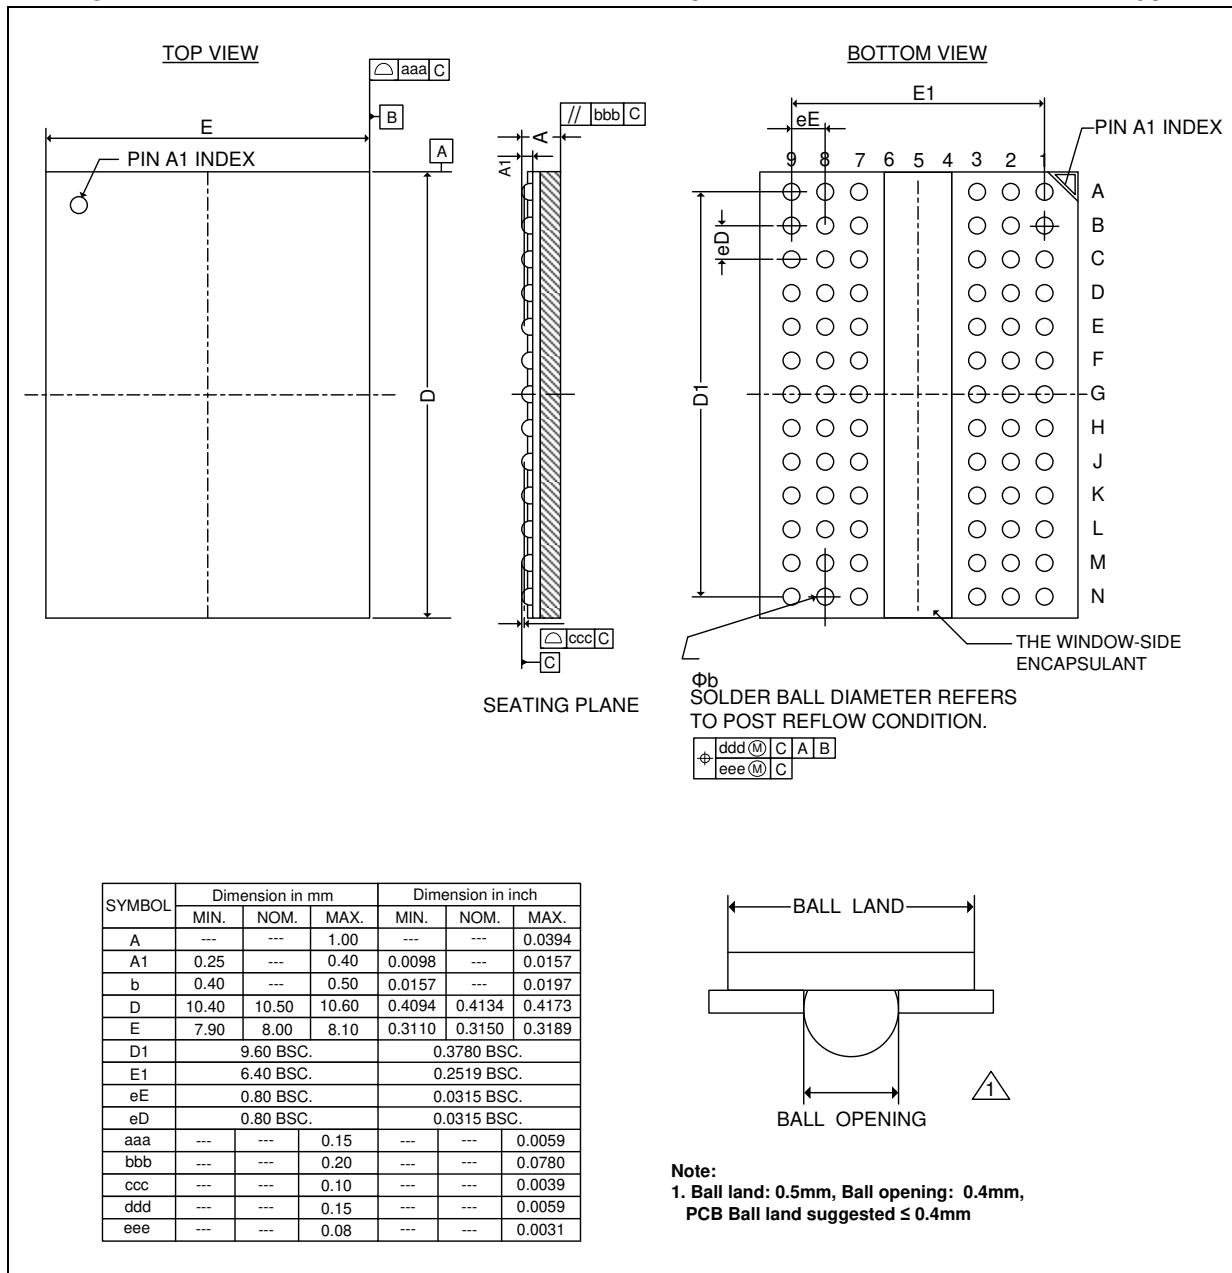 TOP VIEW
aaa C
B
E
PIN A1 INDEX
A
D
// bbb C
A
A1
ccc C
C
SEATING PLANE
BOTTOM VIEW
E1
eE
PIN A1 INDEX
9 8 7 6 5 4 3 2 1
A
B
C
D
E
F
G
H
J
K
L
M
N
eD
D1
THE WINDOW-SIDE
ENCAPSULANT
Φb
SOLDER BALL DIAMETER REFERS
TO POST REFLOW CONDITION.
⌖ ddd Ⓜ C A B
eee Ⓜ C
SYMBOL Dimension in mm Dimension in inch
MIN. NOM. MAX. MIN. NOM. MAX.
A --- --- 1.00 --- --- 0.0394
A1 0.25 --- 0.40 0.0098 --- 0.0157
b 0.40 --- 0.50 0.0157 --- 0.0197
D 10.40 10.50 10.60 0.4094 0.4134 0.4173
E 7.90 8.00 8.10 0.3110 0.3150 0.3189
D1 9.60 BSC. 0.3780 BSC.
E1 6.40 BSC. 0.2519 BSC.
eE 0.80 BSC. 0.0315 BSC.
eD 0.80 BSC. 0.0315 BSC.
aaa --- --- 0.15 --- --- 0.0059
bbb --- --- 0.20 --- --- 0.0780
ccc --- --- 0.10 --- --- 0.0039
ddd --- --- 0.15 --- --- 0.0059
eee --- --- 0.08 --- --- 0.0031
BALL LAND
1
BALL OPENING
Note:
1. Ball land: 0.5mm, Ball opening: 0.4mm,
PCB Ball land suggested ≤ 0.4mm